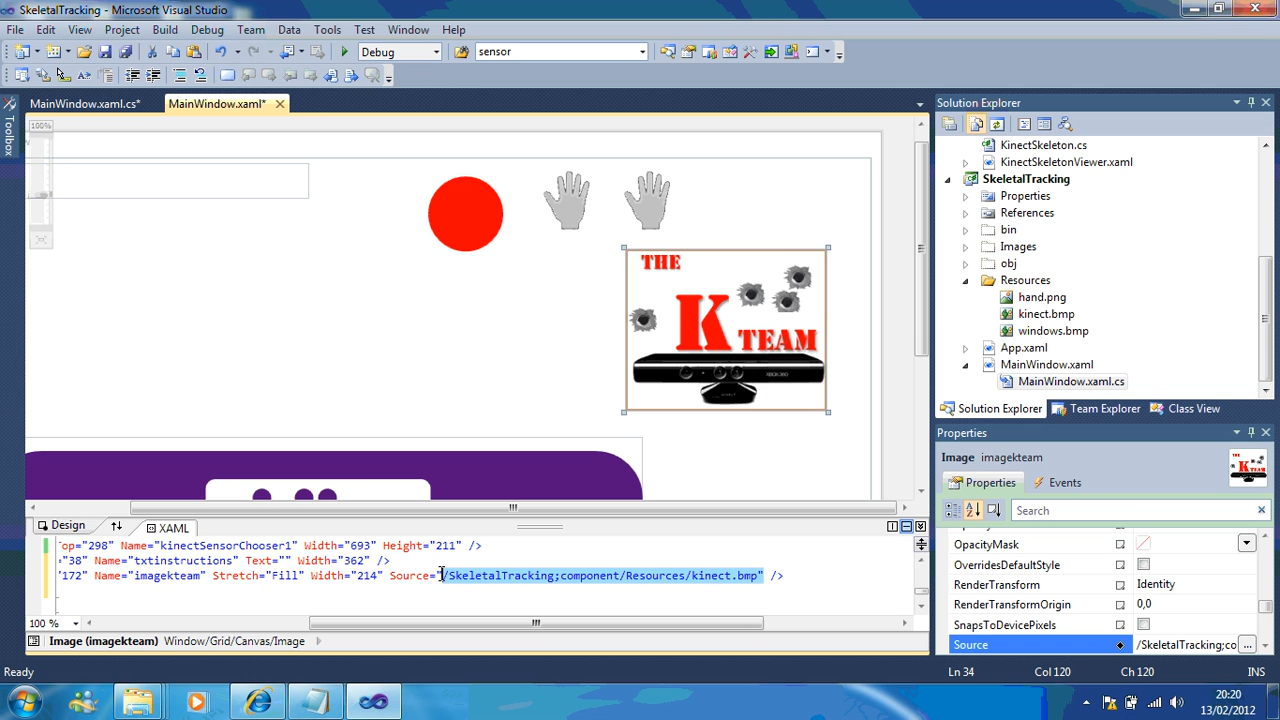 SkeletalTracking - Microsoft Visual Studio
File Edit View Project Build Debug Team Data Tools Test Window Help
Debug sensor
MainWindow.xaml.cs* MainWindow.xaml*
Toolbox
100%
THE
K TEAM
XBOX 360
Design XAML
op="298" Name="kinectSensorChooser1" Width="693" Height="211" />
="38" Name="txtinstructions" Text="" Width="362" />
"172" Name="imagekteam" Stretch="Fill" Width="214" Source="/SkeletalTracking;component/Resources/kinect.bmp" />
100 %
Image (imagekteam) Window/Grid/Canvas/Image
Solution Explorer
KinectSkeleton.cs
KinectSkeletonViewer.xaml
SkeletalTracking
Properties
References
bin
Images
obj
Resources
hand.png
kinect.bmp
windows.bmp
App.xaml
MainWindow.xaml
MainWindow.xaml.cs
Solution Explorer Team Explorer Class View
Properties
Image imagekteam
Properties Events
Search
OpacityMask
OverridesDefaultStyle
RenderTransform Identity
RenderTransformOrigin 0,0
SnapsToDevicePixels
Source /SkeletalTracking;co ...
Ready Ln 34 Col 120 Ch 120 INS
20:20
13/02/2012